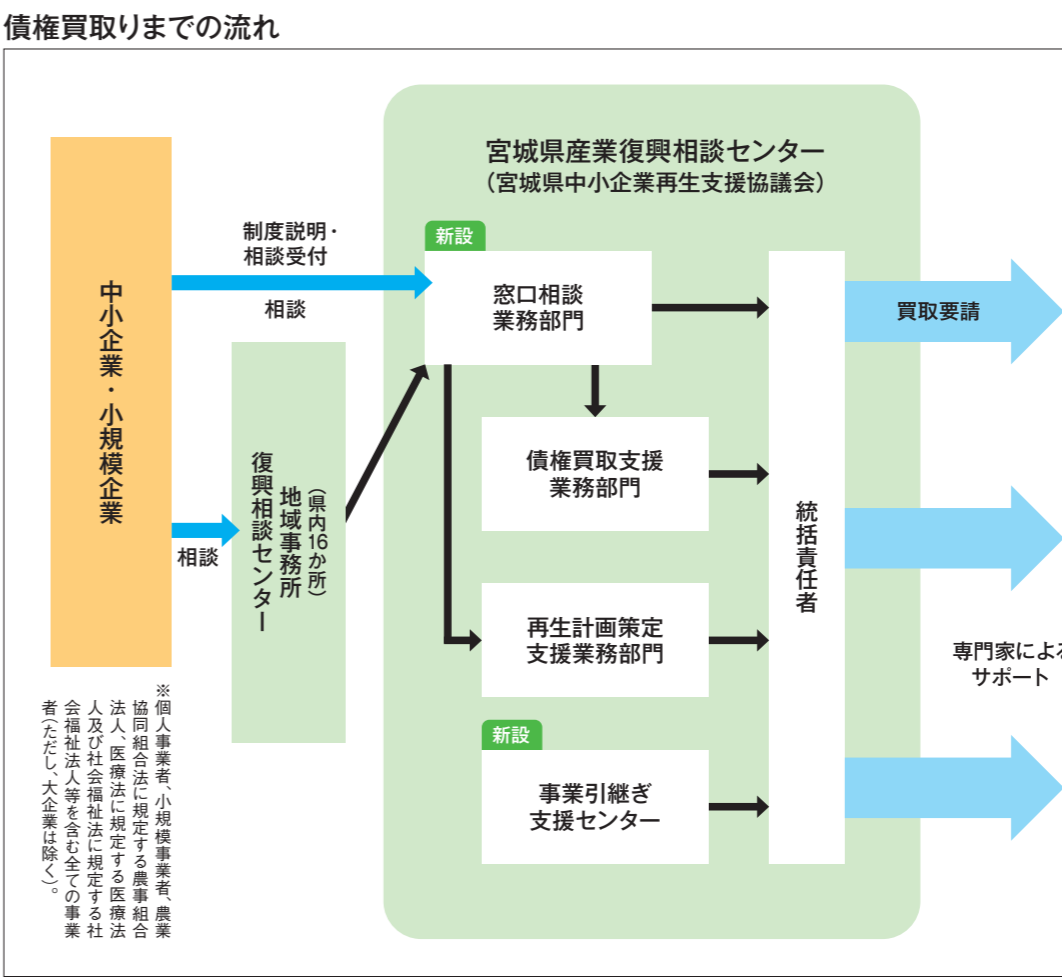 債権買取りまでの流れ
宮城県産業復興相談センター
（宮城県中小企業再生支援協議会）
中小企業・小規模企業
制度説明・
相談受付
相談
新設
窓口相談
業務部門
買取要請
復興相談センター
地域事務所
（県内16か所）
相談
債権買取支援
業務部門
統括責任者
再生計画策定
支援業務部門
専門家による
サポート
新設
事業引継ぎ
支援センター
※個人事業者、小規模事業者、農業
協同組合法に規定する農事組合
法人、医療法に規定する医療法
人及び社会福祉法に規定する社
会福祉法人等を含む全ての事業
者（ただし、大企業は除く）。